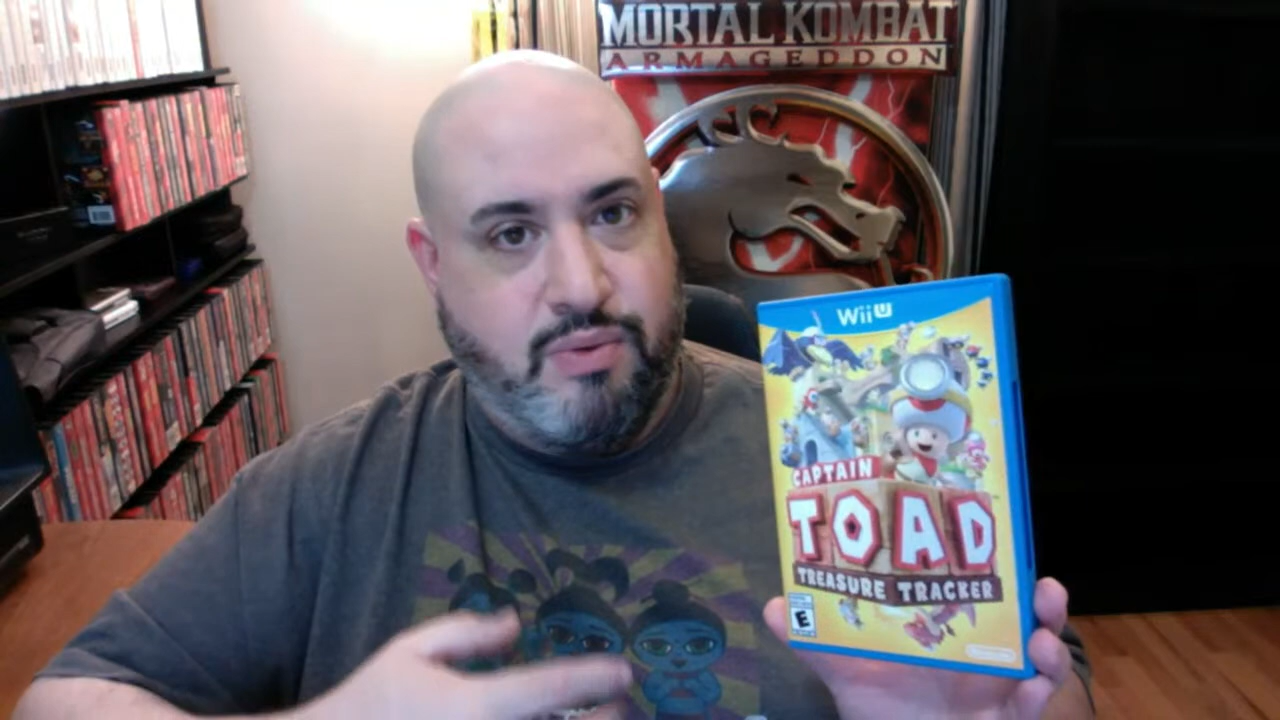 MORTAL KOMBAT
ARMAGEDDON
Wii U
CAPTAIN
TOAD
TREASURE TRACKER
E